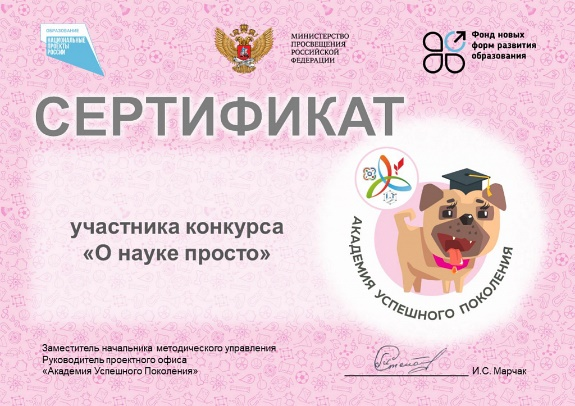 ОБРАЗОВАНИЕ
НАЦИОНАЛЬНЫЕ
ПРОЕКТЫ
РОССИИ
МИНИСТЕРСТВО
ПРОСВЕЩЕНИЯ
РОССИЙСКОЙ
ФЕДЕРАЦИИ
Фонд новых
форм развития
образования
СЕРТИФИКАТ
участника конкурса
«О науке просто»
АКАДЕМИЯ УСПЕШНОГО ПОКОЛЕНИЯ
Заместитель начальника методического управления
Руководитель проектного офиса
«Академия Успешного Поколения»
И.С. Марчак